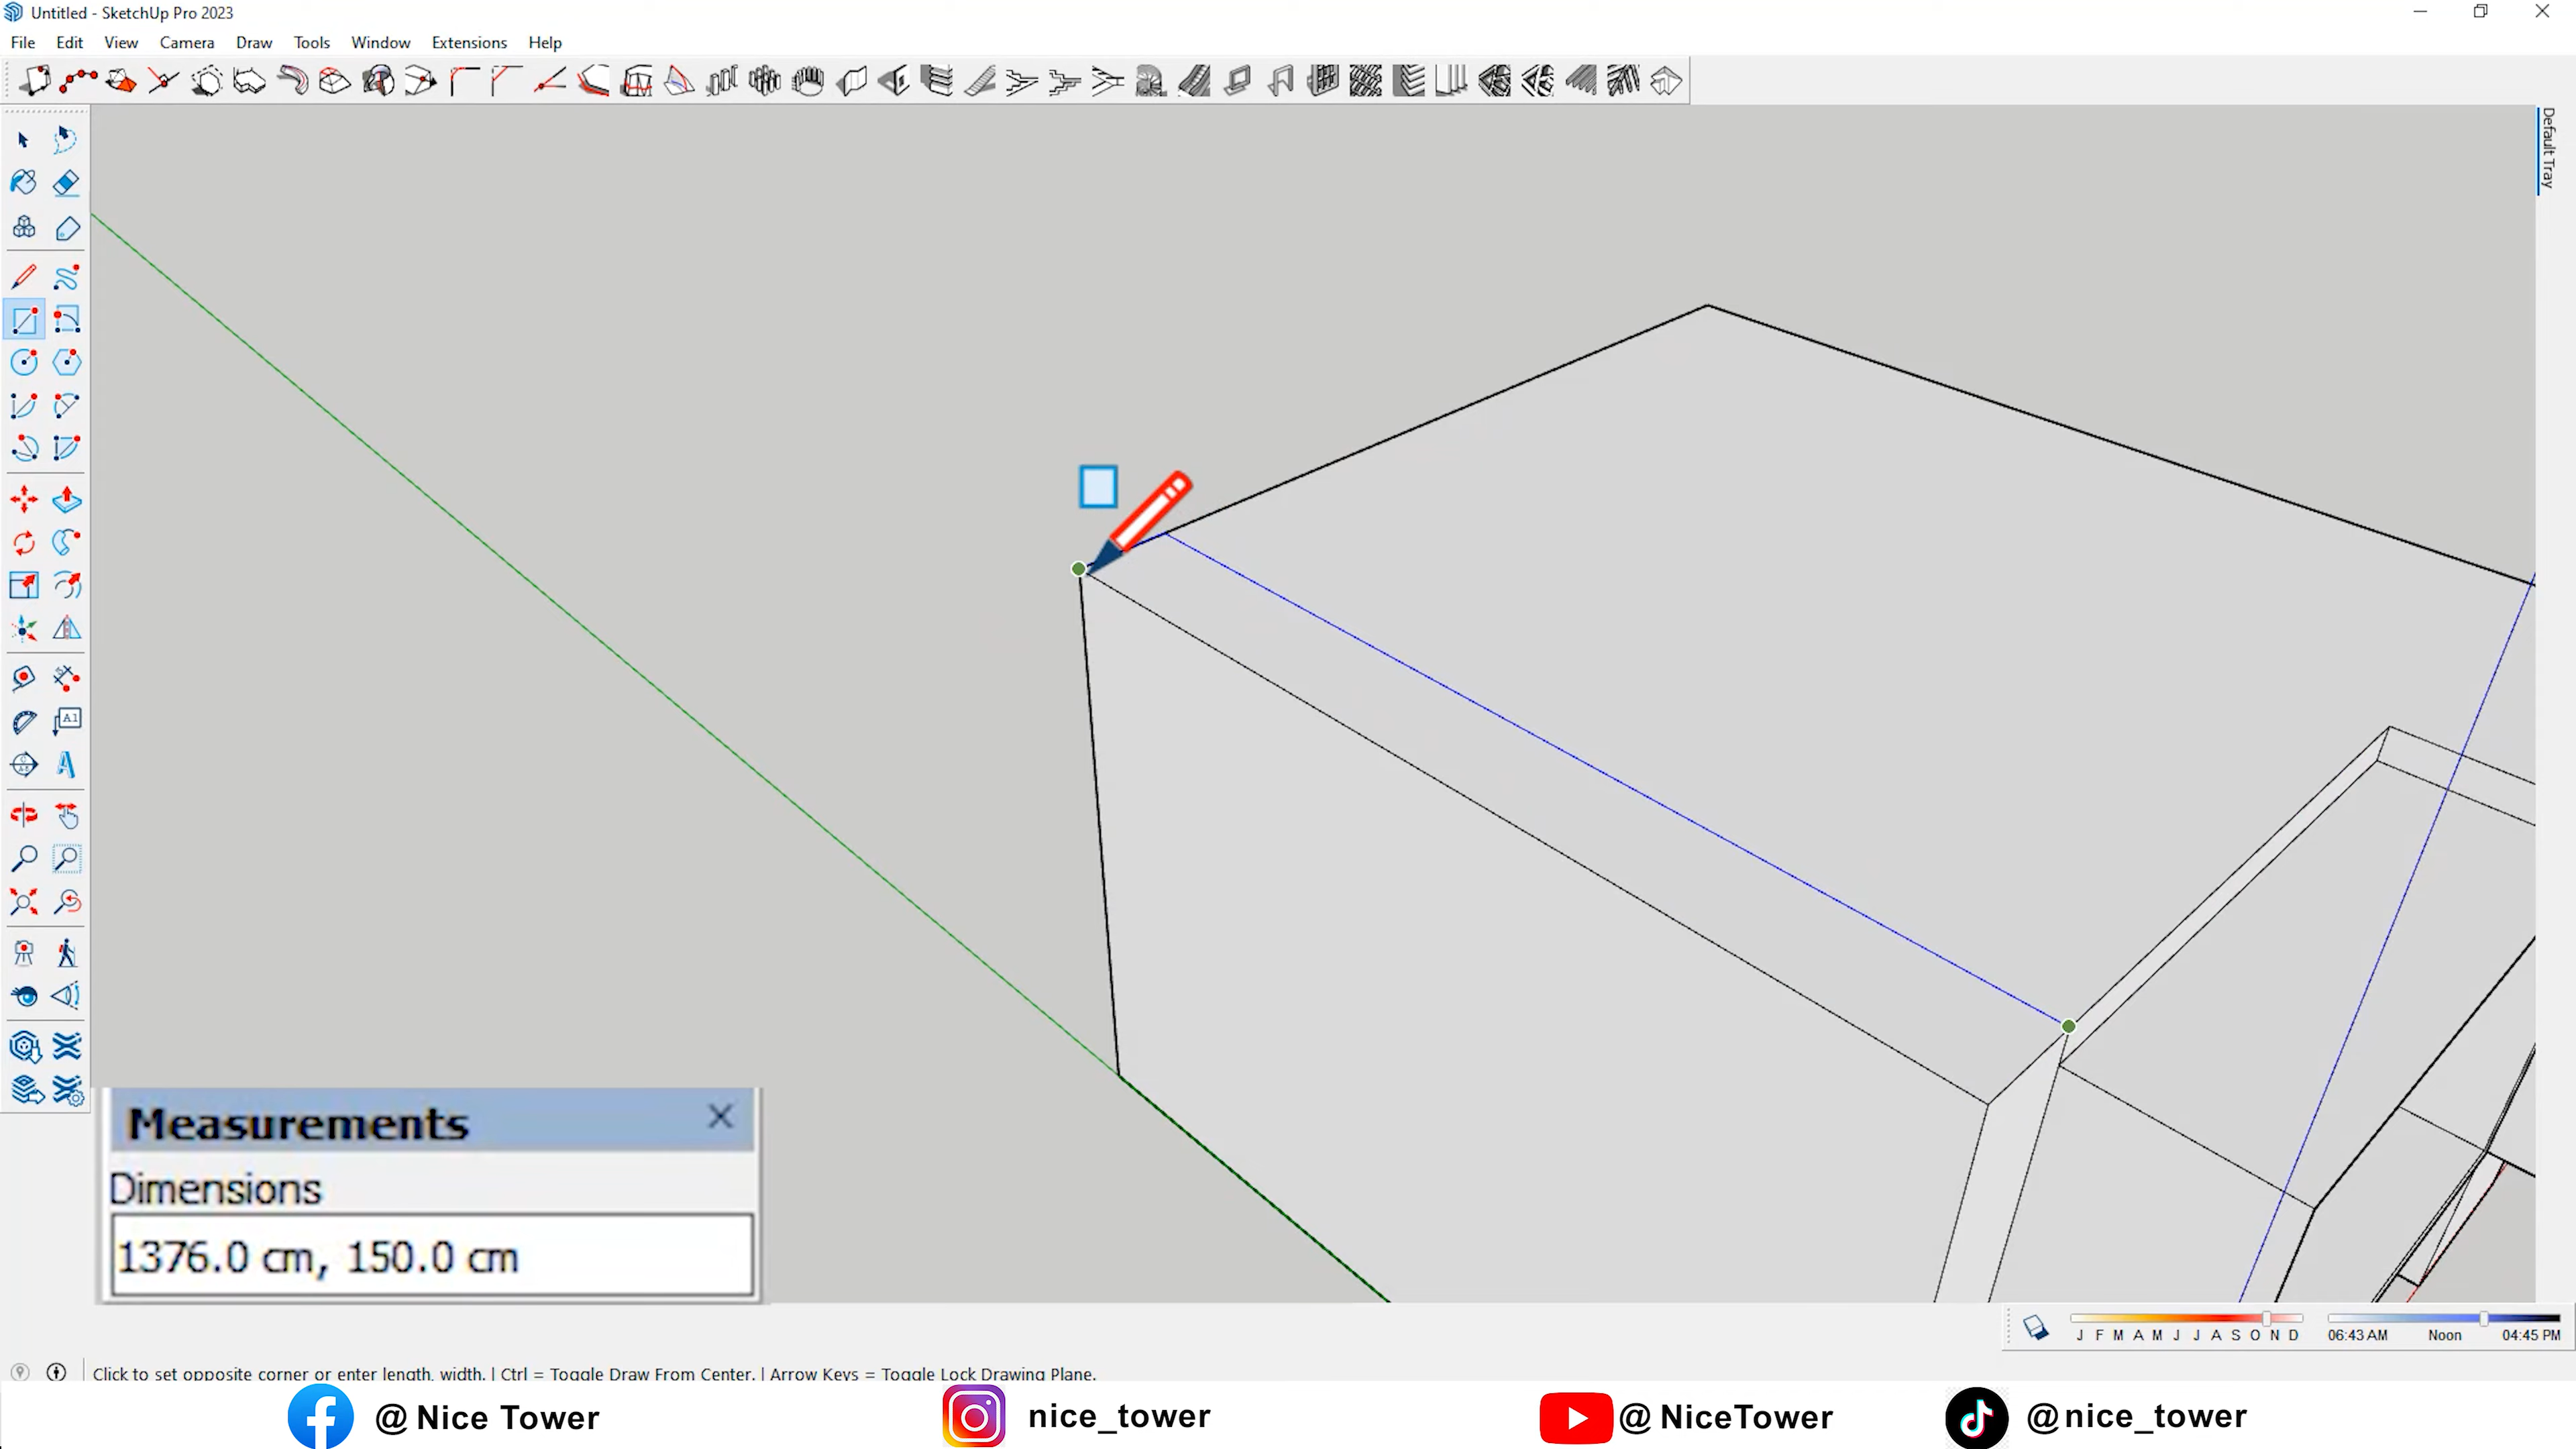 Untitled - SketchUp Pro 2023
File Edit View Camera Draw Tools Window Extensions Help
Default Tray
A1
A
Measurements
Dimensions
1376.0 cm, 150.0 cm
J F M A M J J A S O N D
06:43 AM Noon 04:45 PM
Click to set opposite corner or enter length, width. | Ctrl = Toggle Draw From Center. | Arrow Keys = Toggle Lock Drawing Plane.
@ Nice Tower
nice_tower
@ NiceTower
@nice_tower